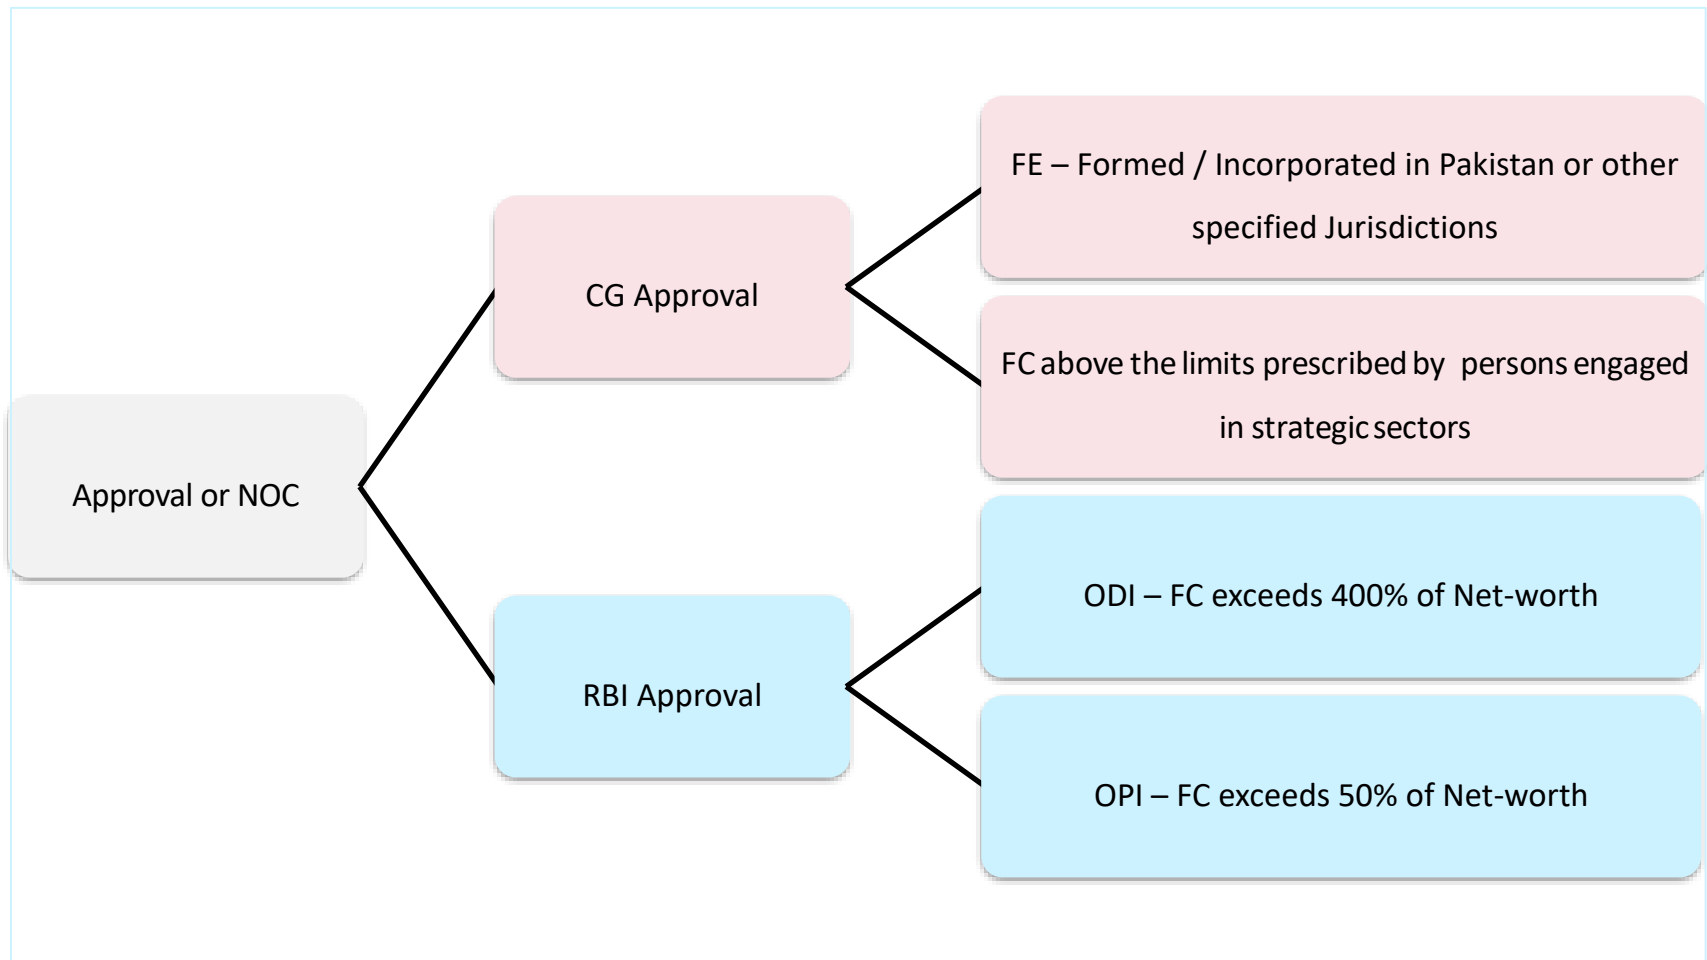 Approval or NOC
CG Approval
FE – Formed / Incorporated in Pakistan or other
specified Jurisdictions
FC above the limits prescribed by persons engaged
in strategic sectors
RBI Approval
ODI – FC exceeds 400% of Net-worth
OPI – FC exceeds 50% of Net-worth